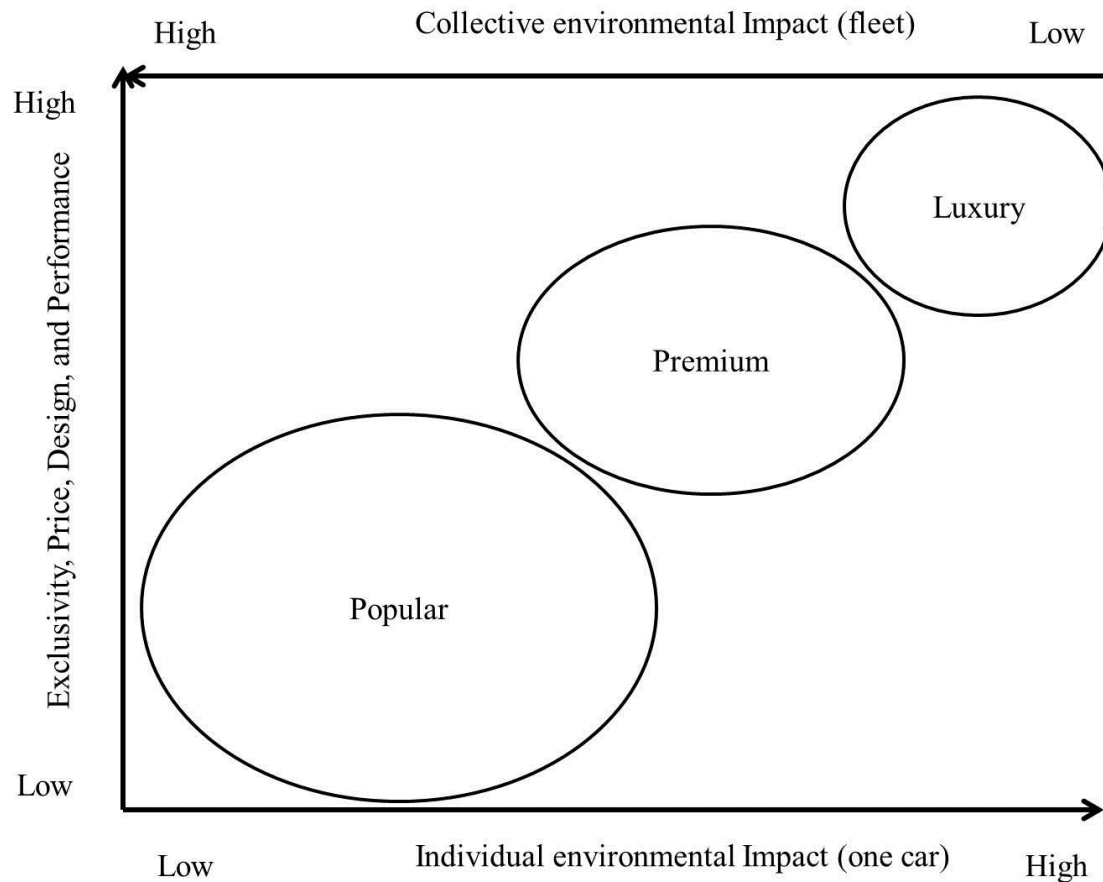 High
Collective environmental Impact (fleet)
Low
High
Exclusivity, Price, Design, and Performance
Luxury
Premium
Popular
Low
Low
Individual environmental Impact (one car)
High